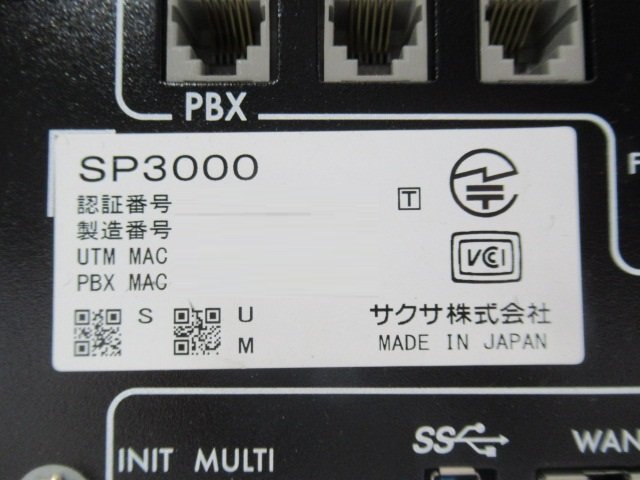 PBX
SP3000
認証番号
T
製造番号
UTM MAC
PBX MAC
VCCI
S
U
M
サクサ株式会社
MADE IN JAPAN
INIT MULTI
SS
WAN